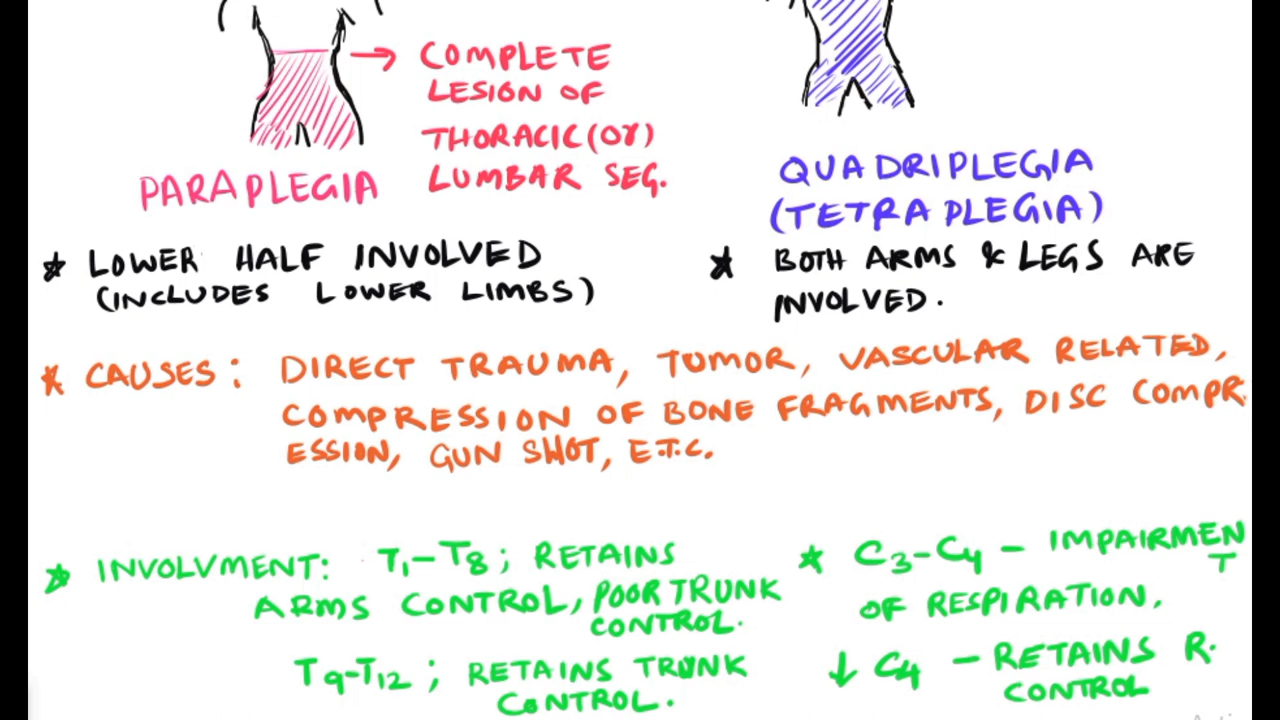 COMPLETE
LESION OF
THORACIC (OR)
LUMBAR SEG.
PARAPLEGIA
* LOWER HALF INVOLVED
(INCLUDES LOWER LIMBS)
QUADRIPLEGIA
(TETRAPLEGIA)
* BOTH ARMS & LEGS ARE
INVOLVED.
* CAUSES: DIRECT TRAUMA, TUMOR, VASCULAR RELATED,
COMPRESSION OF BONE FRAGMENTS, DISC COMPR.
ESSION, GUN SHOT, E.T.C.
* INVOLVMENT: T1-T8; RETAINS
ARMS CONTROL, POOR TRUNK
CONTROL.
T9-T12; RETAINS TRUNK
CONTROL.
* C3-C4 - IMPAIRMEN
T
OF RESPIRATION.
↓ C4 - RETAINS R.
CONTROL